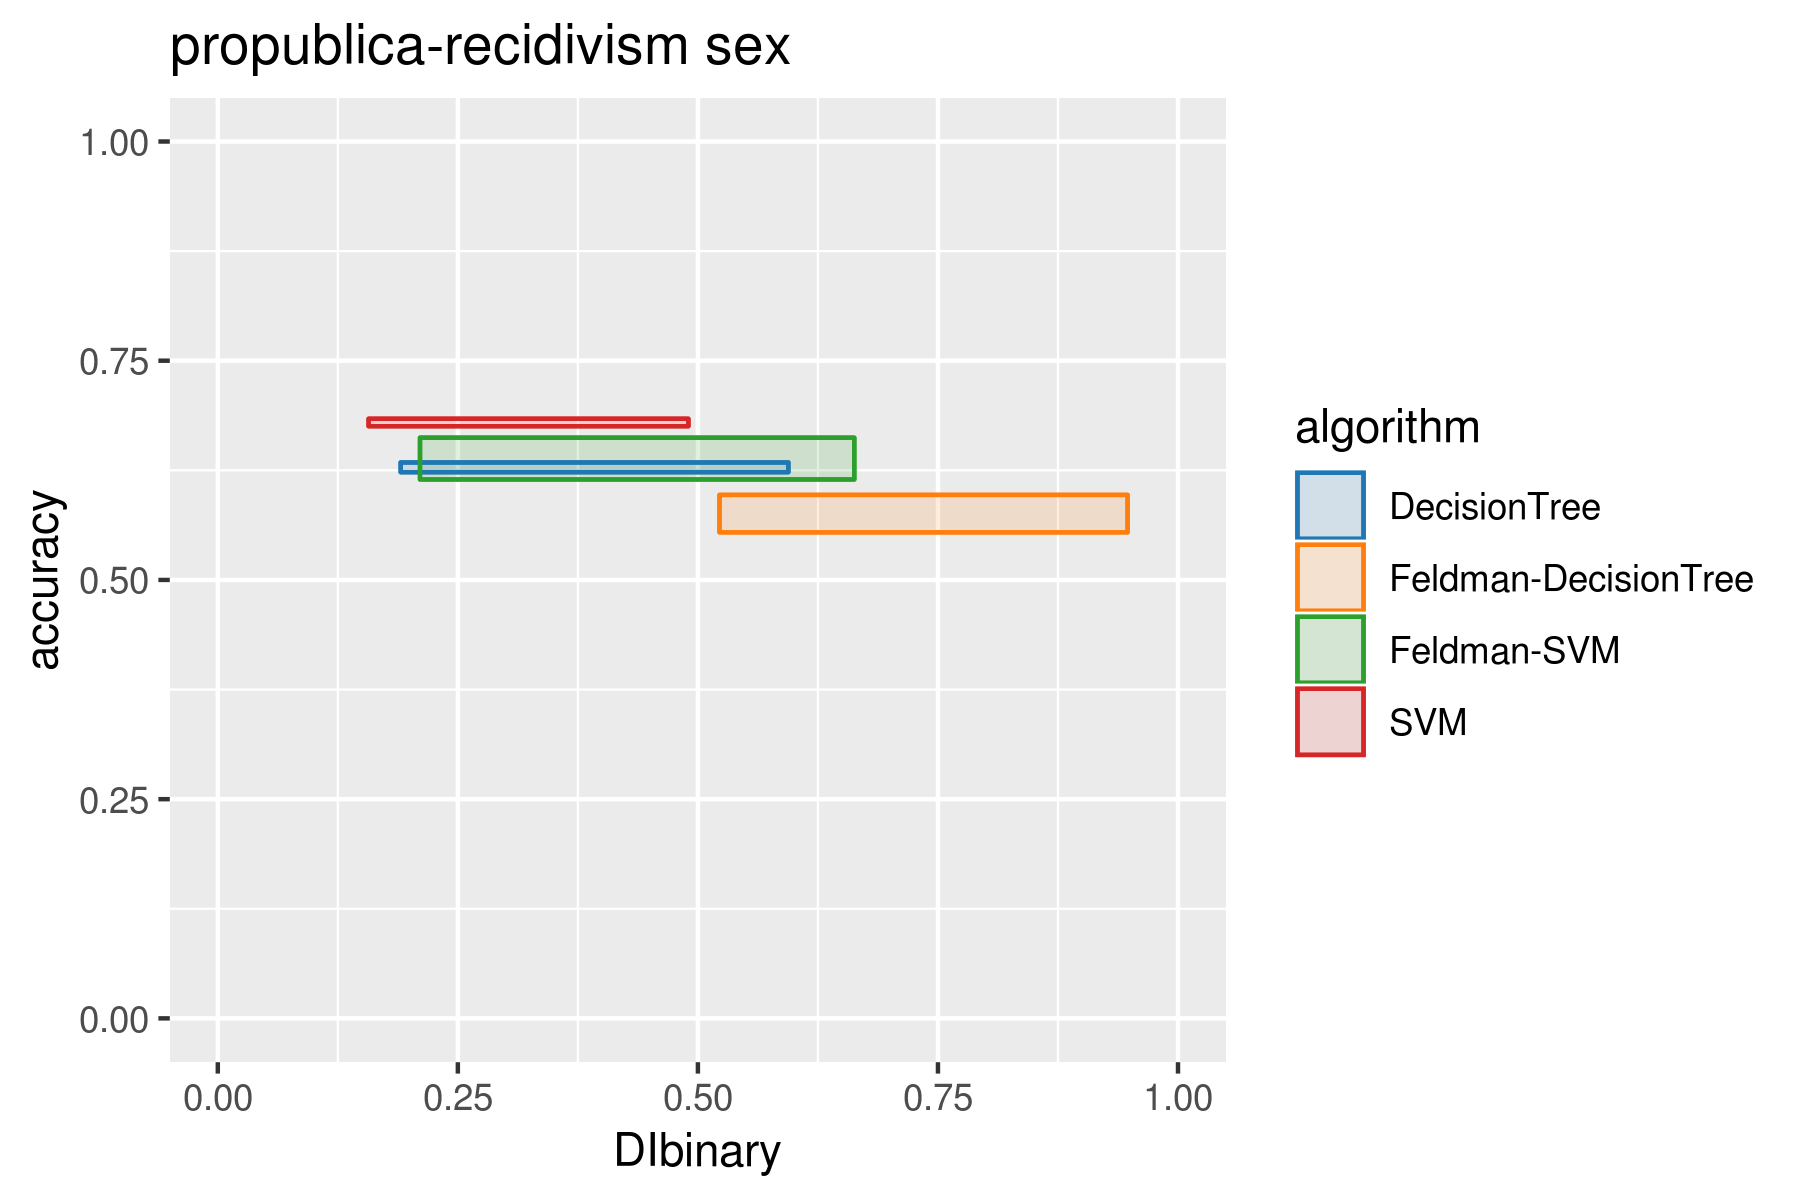 propublica-recidivism sex
1.00
0.75
0.50
0.25
0.00
accuracy
0.00 0.25 0.50 0.75 1.00
DIbinary
algorithm
DecisionTree
Feldman-DecisionTree
Feldman-SVM
SVM